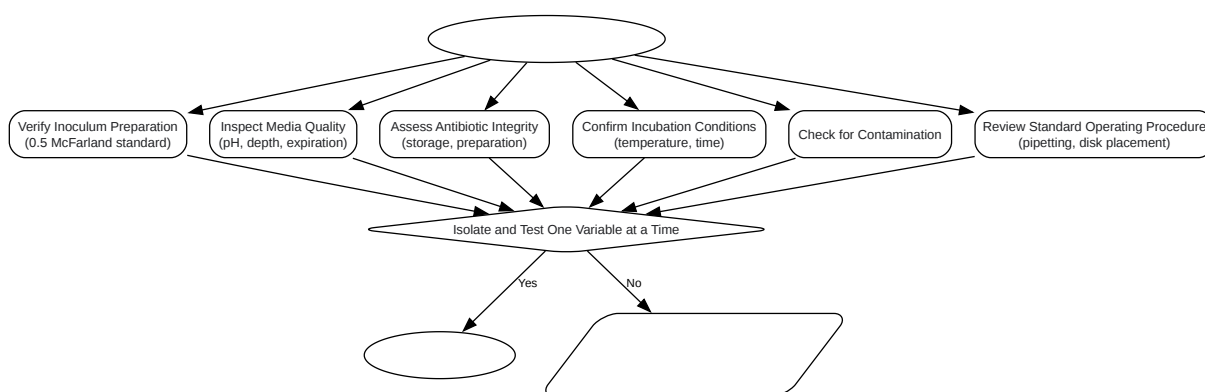 Verify Inoculum Preparation
(0.5 McFarland standard)
Inspect Media Quality
(pH, depth, expiration)
Assess Antibiotic Integrity
(storage, preparation)
Confirm Incubation Conditions
(temperature, time)
Check for Contamination
Review Standard Operating Procedure
(pipetting, disk placement)
Isolate and Test One Variable at a Time
Yes
No